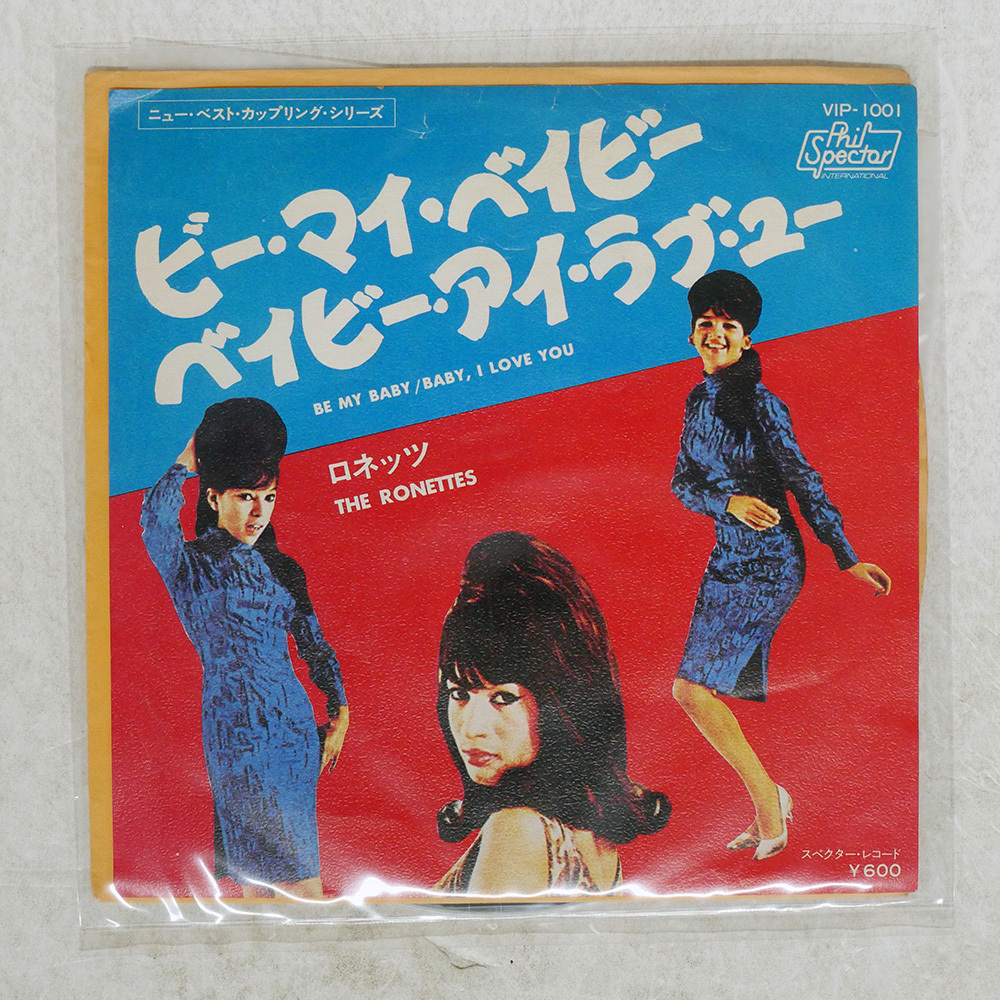 ニュー・ベスト・カップリング・シリーズ
VIP-1001
Phil
Spector
INTERNATIONAL
ビー・マイ・ベイビー
ベイビー・アイ・ラブ・ユー
BE MY BABY/BABY, I LOVE YOU
ロネッツ
THE RONETTES
スペクター・レコード
¥600